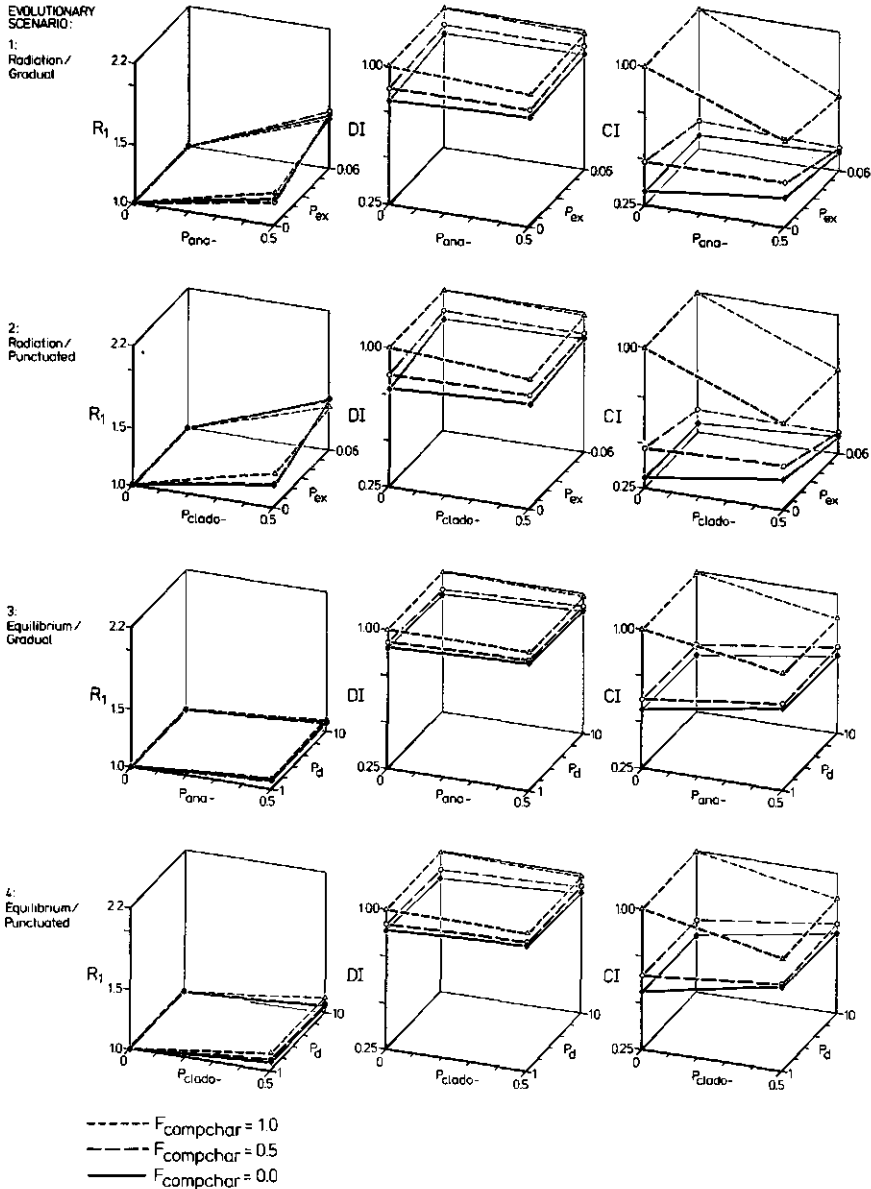 EVOLUTIONARY
SCENARIO:
1:
Radiation/
Gradual
2.2
R1
1.5
1.0
0
Pana-
0.5
0
Pex
0.06
1.00
DI
0.25
0
Pana-
0.5
0
Pex
0.06
1.00
CI
0.25
0
Pana-
0.5
0
Pex
0.06
2:
Radiation/
Punctuated
2.2
R1
1.5
1.0
0
Pclado-
0.5
0
Pex
0.06
1.00
DI
0.25
0
Pclado-
0.5
0
Pex
0.06
1.00
CI
0.25
0
Pclado-
0.5
0
Pex
0.06
3:
Equilibrium/
Gradual
2.2
R1
1.5
1.0
0
Pana-
0.5
1
Pd
10
1.00
DI
0.25
0
Pana-
0.5
1
Pd
10
1.00
CI
0.25
0
Pana-
0.5
1
Pd
10
4:
Equilibrium/
Punctuated
2.2
R1
1.5
1.0
0
Pclado-
0.5
1
Pd
10
1.00
DI
0.25
0
Pclado-
0.5
1
Pd
10
1.00
CI
0.25
0
Pclado-
0.5
1
Pd
10
Fcompchar = 1.0
Fcompchar = 0.5
Fcompchar = 0.0